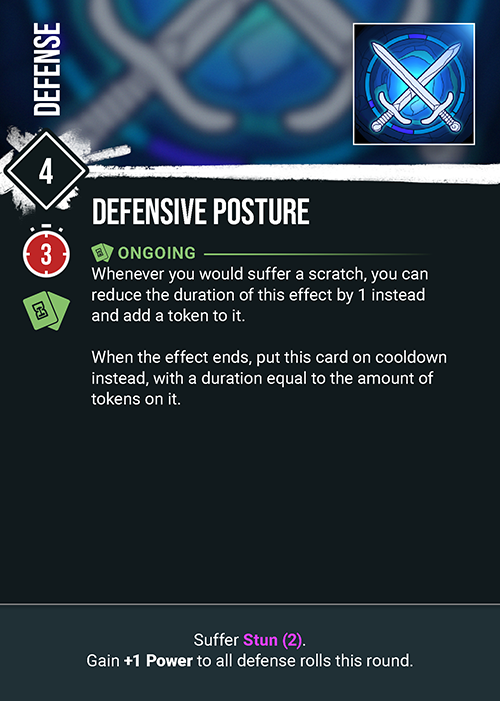 DEFENSE
4
DEFENSIVE POSTURE
3
ONGOING
Whenever you would suffer a scratch, you can
reduce the duration of this effect by 1 instead
and add a token to it.
When the effect ends, put this card on cooldown
instead, with a duration equal to the amount of
tokens on it.
Suffer Stun (2).
Gain +1 Power to all defense rolls this round.